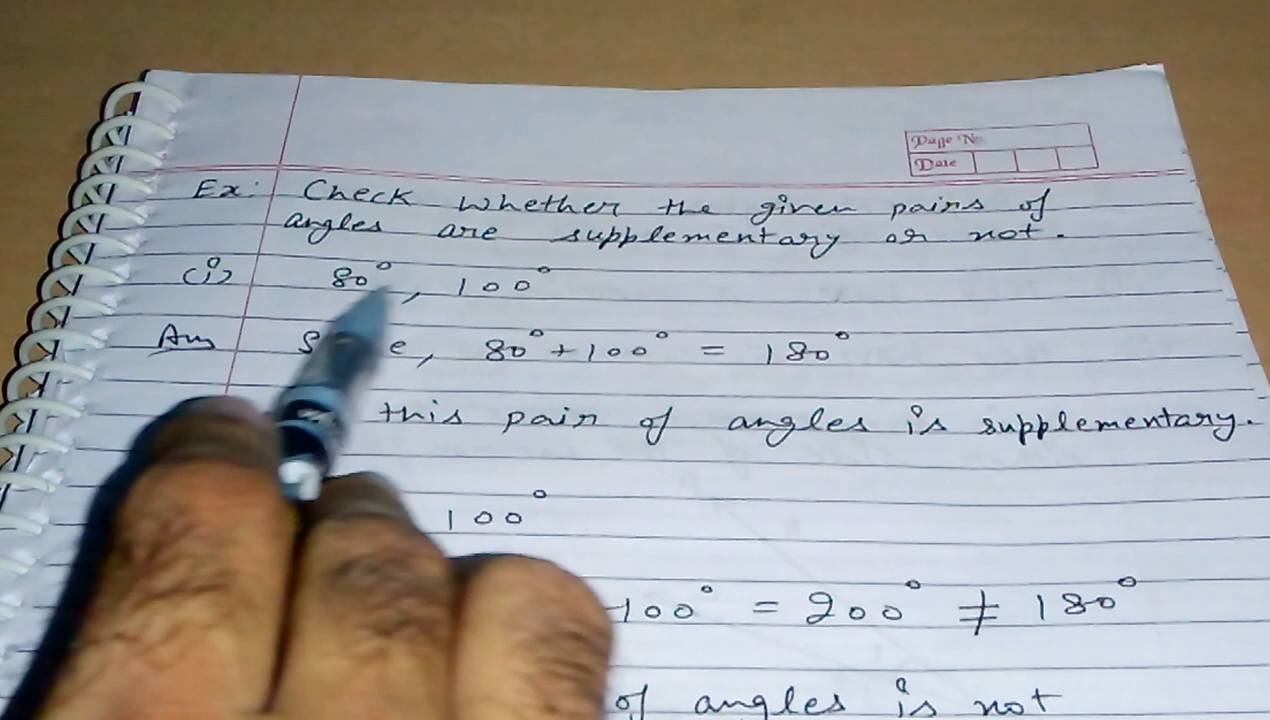 Page No.
Date
Ex: Check whether the given pairs of
angles are supplementary or not.
(i) 80°, 100°
Ans 80° + 100° = 180°
this pair of angles is supplementary.
100°
100° = 200° ≠ 180°
of angles is not